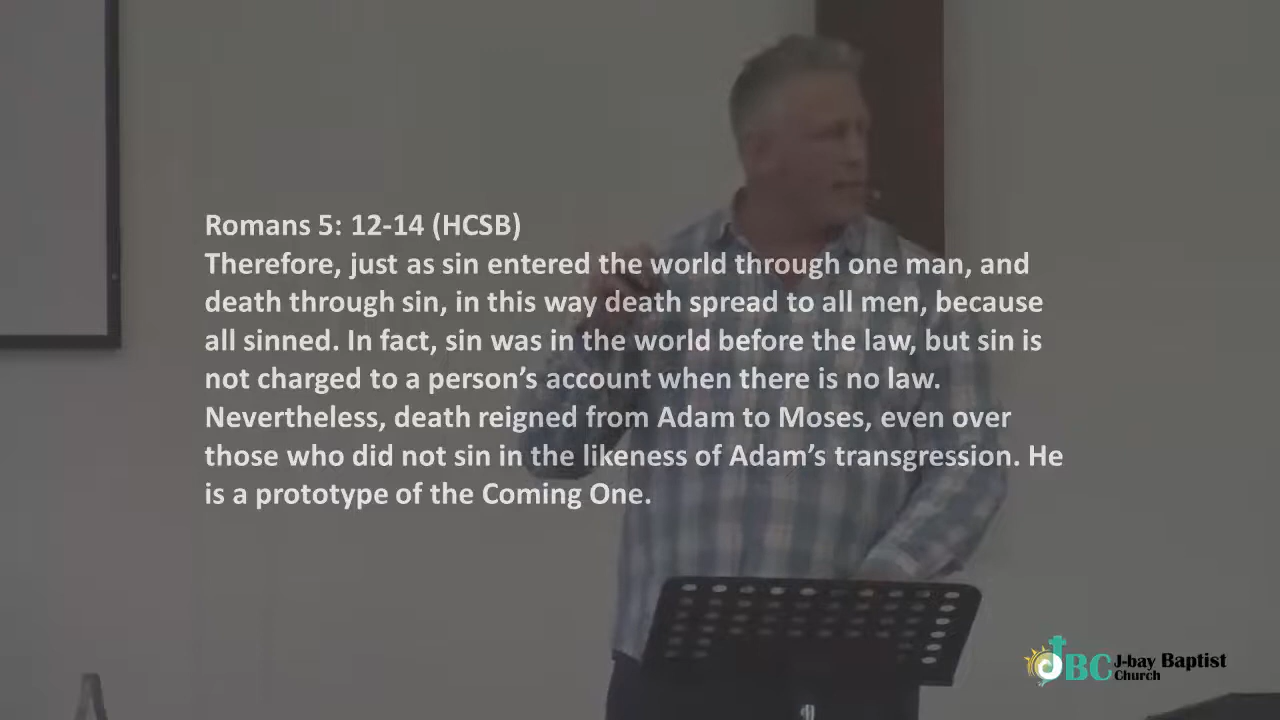 Romans 5: 12-14 (HCSB)
Therefore, just as sin entered the world through one man, and
death through sin, in this way death spread to all men, because
all sinned. In fact, sin was in the world before the law, but sin is
not charged to a person’s account when there is no law.
Nevertheless, death reigned from Adam to Moses, even over
those who did not sin in the likeness of Adam’s transgression. He
is a prototype of the Coming One.
JBC J-bay Baptist
Church